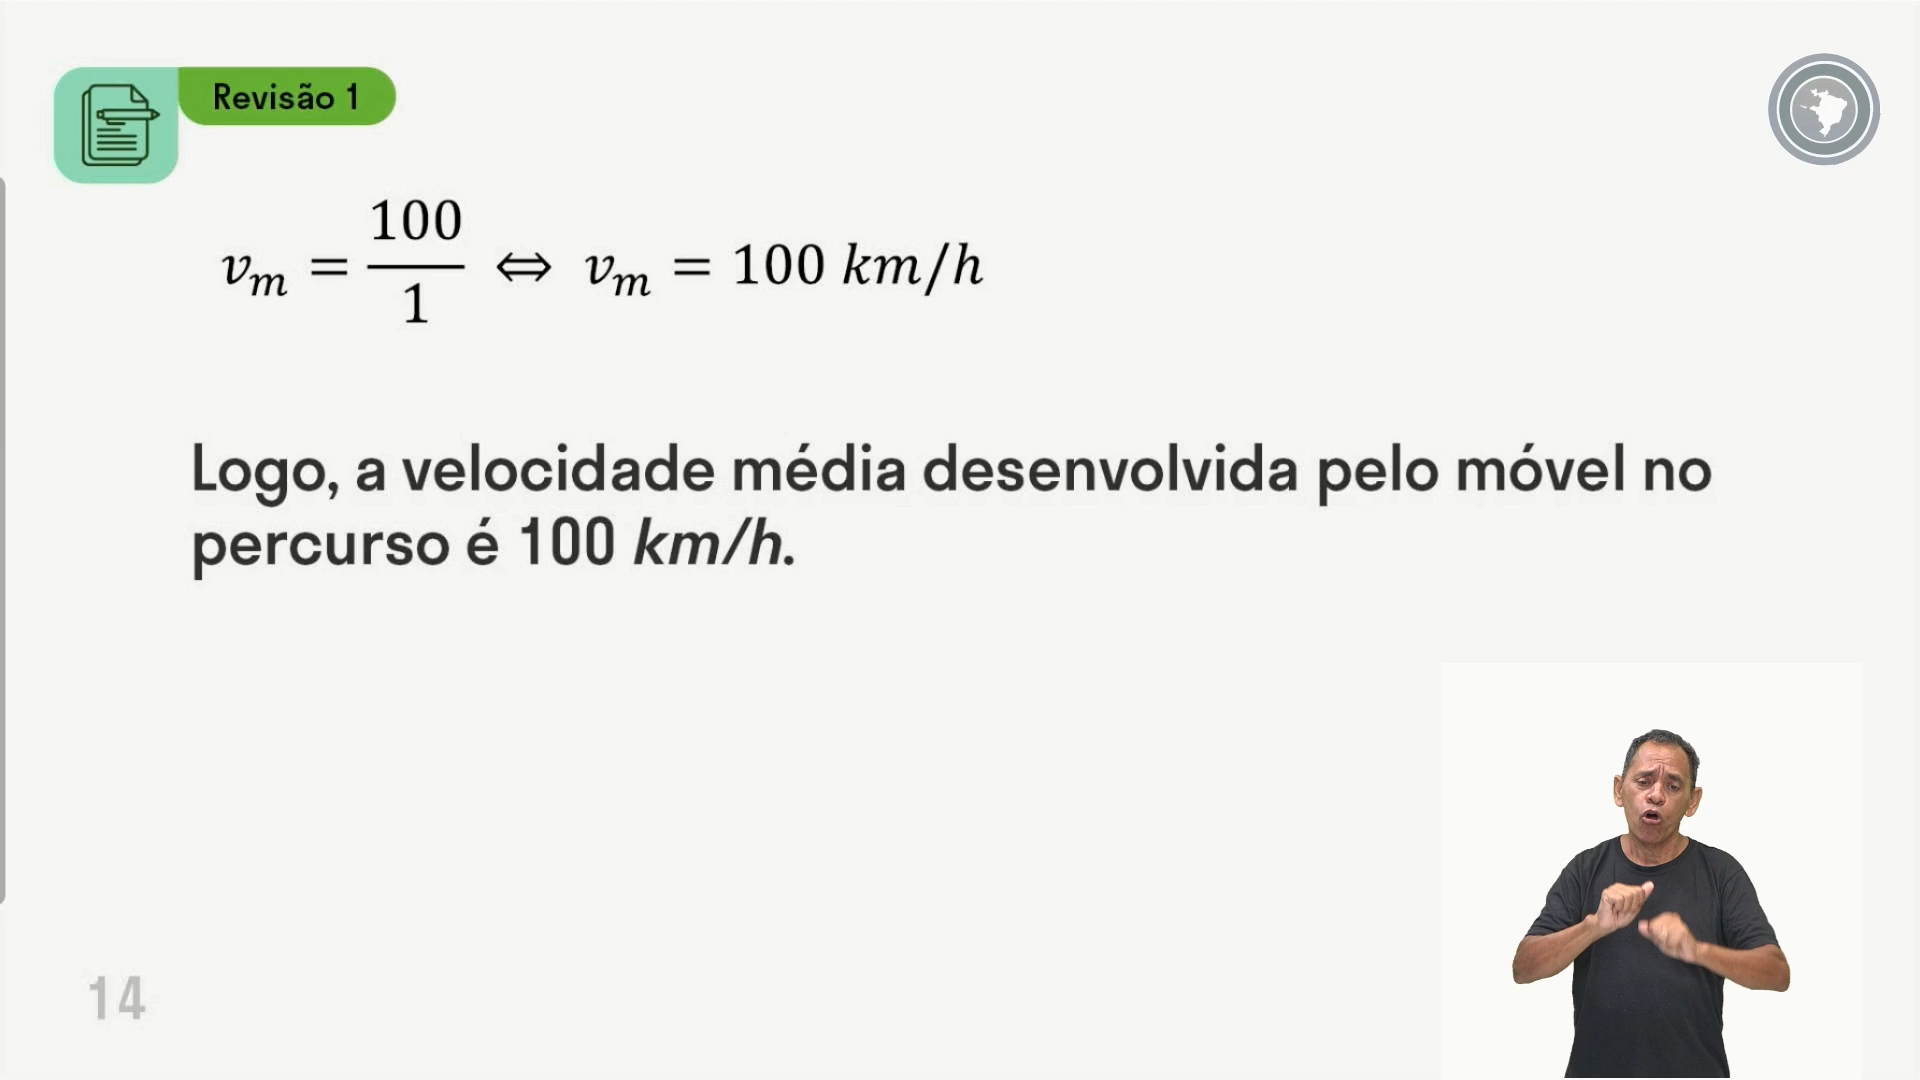 Revisão 1
v_m = 100/1 ⇔ v_m = 100 km/h
Logo, a velocidade média desenvolvida pelo móvel no
percurso é 100 km/h.
14